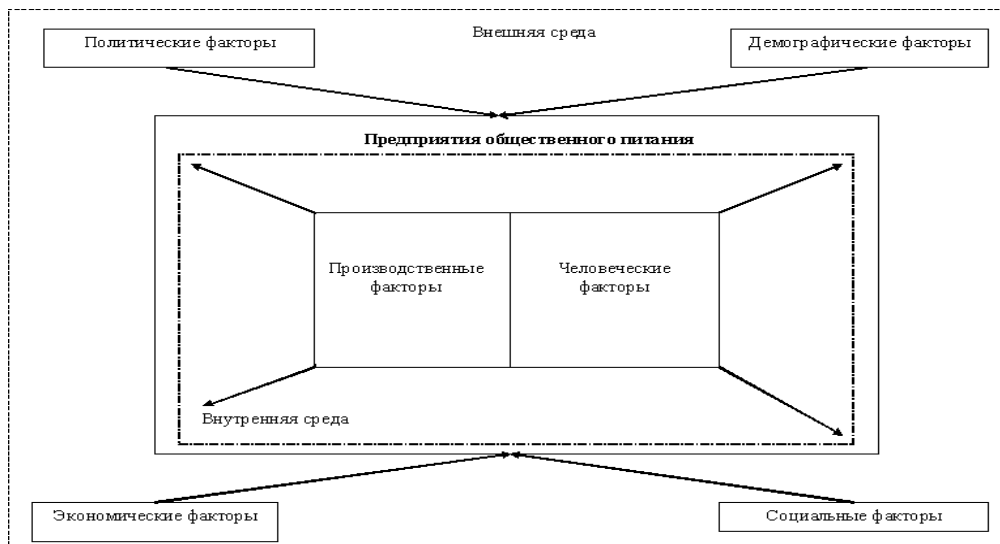 Политические факторы
Внешняя среда
Демографические факторы
Предприятия общественного питания
Производственные
факторы
Человеческие
факторы
Внутренняя среда
Экономические факторы
Социальные факторы